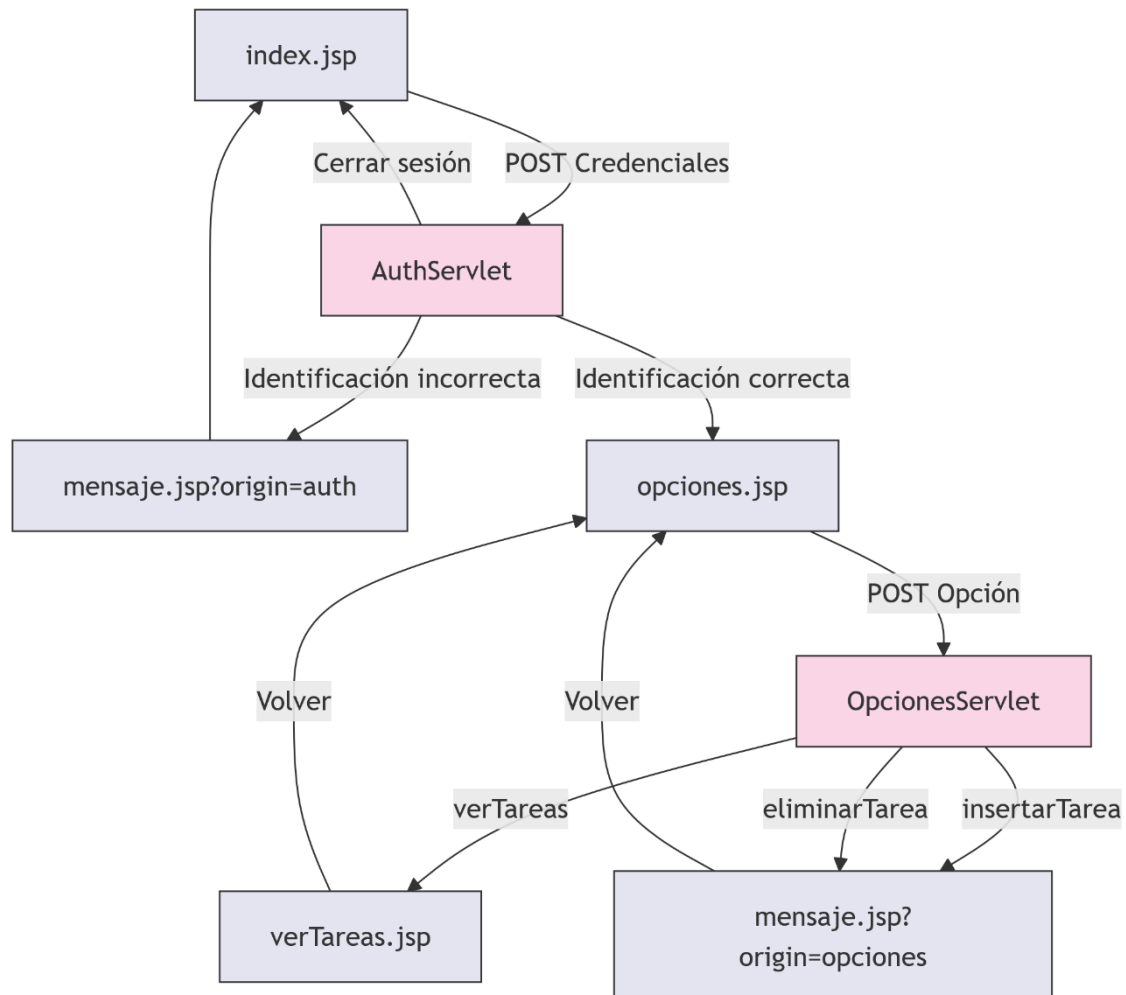 index.jsp
Cerrar sesión
POST Credenciales
AuthServlet
Identificación incorrecta
Identificación correcta
mensaje.jsp?origin=auth
opciones.jsp
POST Opción
Volver
Volver
OpcionesServlet
verTareas
eliminarTarea
insertarTarea
verTareas.jsp
mensaje.jsp?
origin=opciones